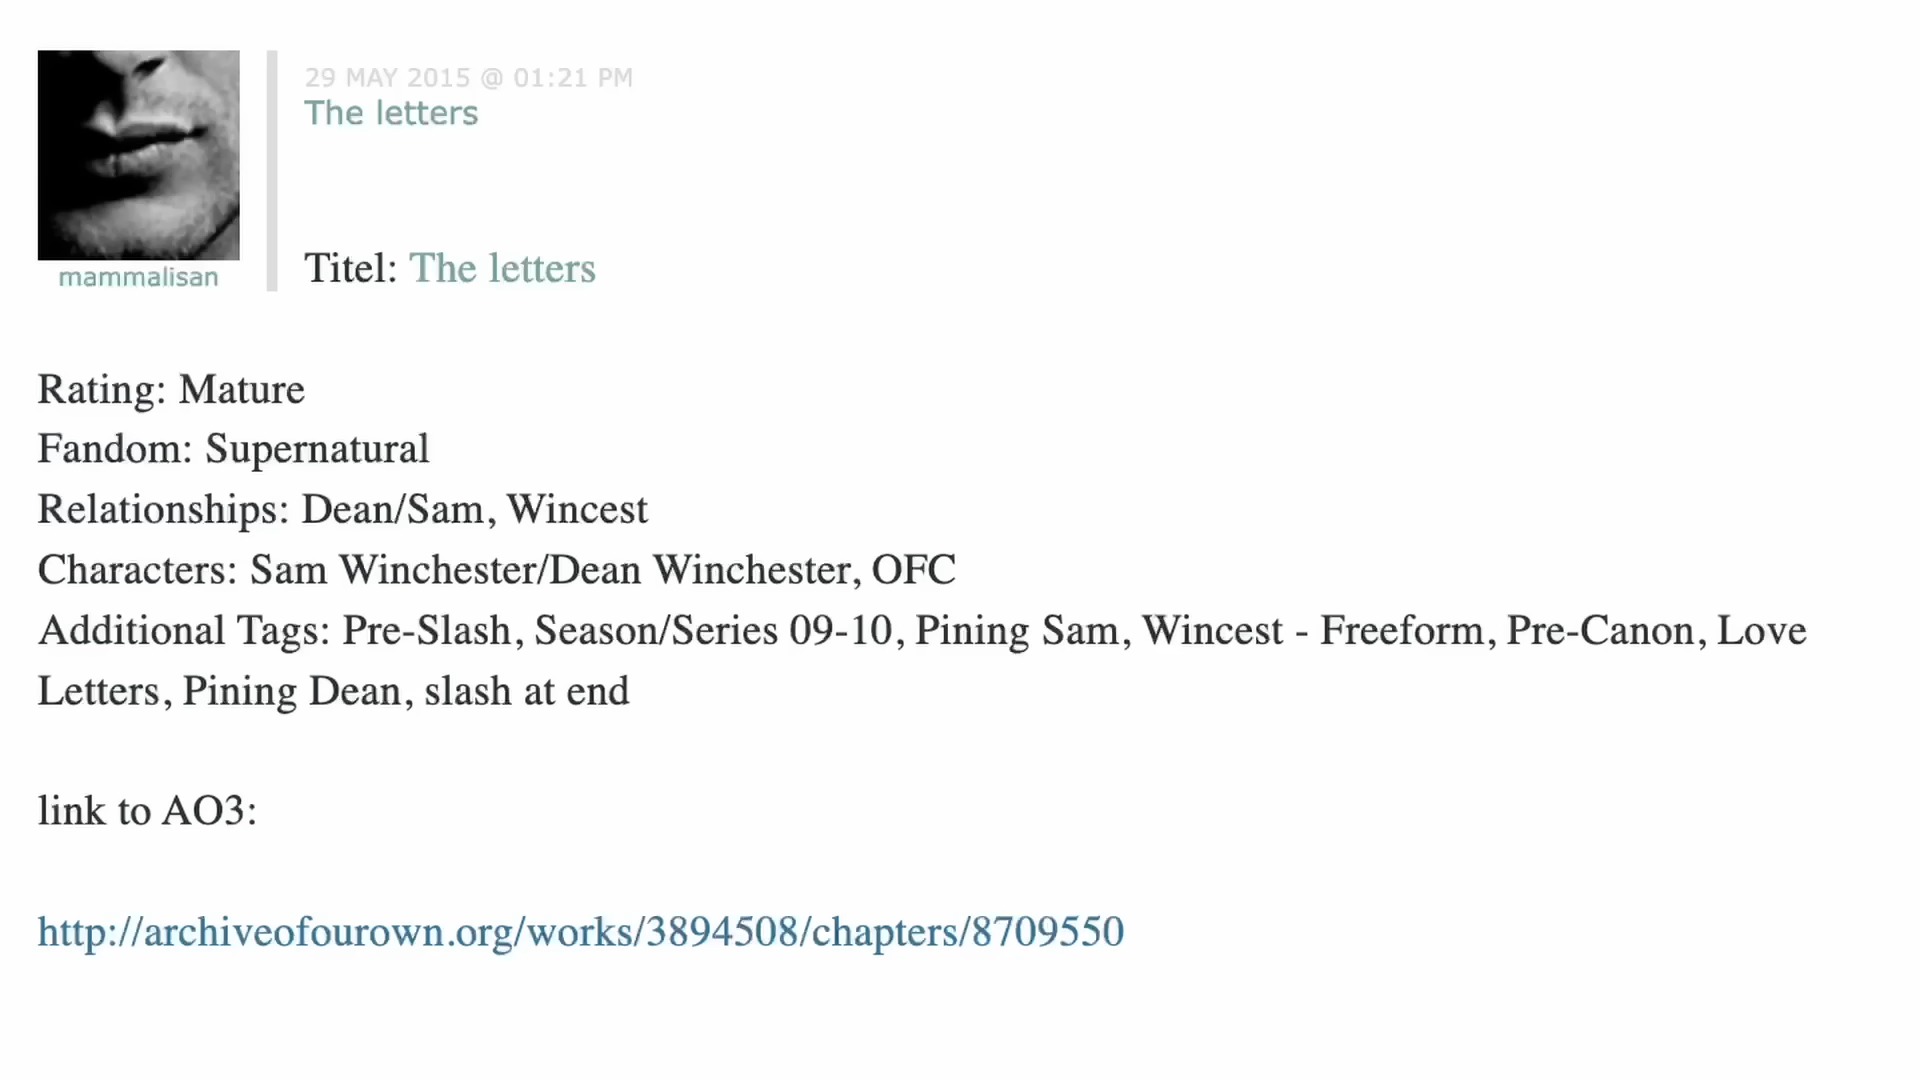 29 MAY 2015 @ 01:21 PM
The letters
mammalisan
Titel: The letters
Rating: Mature
Fandom: Supernatural
Relationships: Dean/Sam, Wincest
Characters: Sam Winchester/Dean Winchester, OFC
Additional Tags: Pre-Slash, Season/Series 09-10, Pining Sam, Wincest - Freeform, Pre-Canon, Love
Letters, Pining Dean, slash at end
link to AO3:
http://archiveofourown.org/works/3894508/chapters/8709550